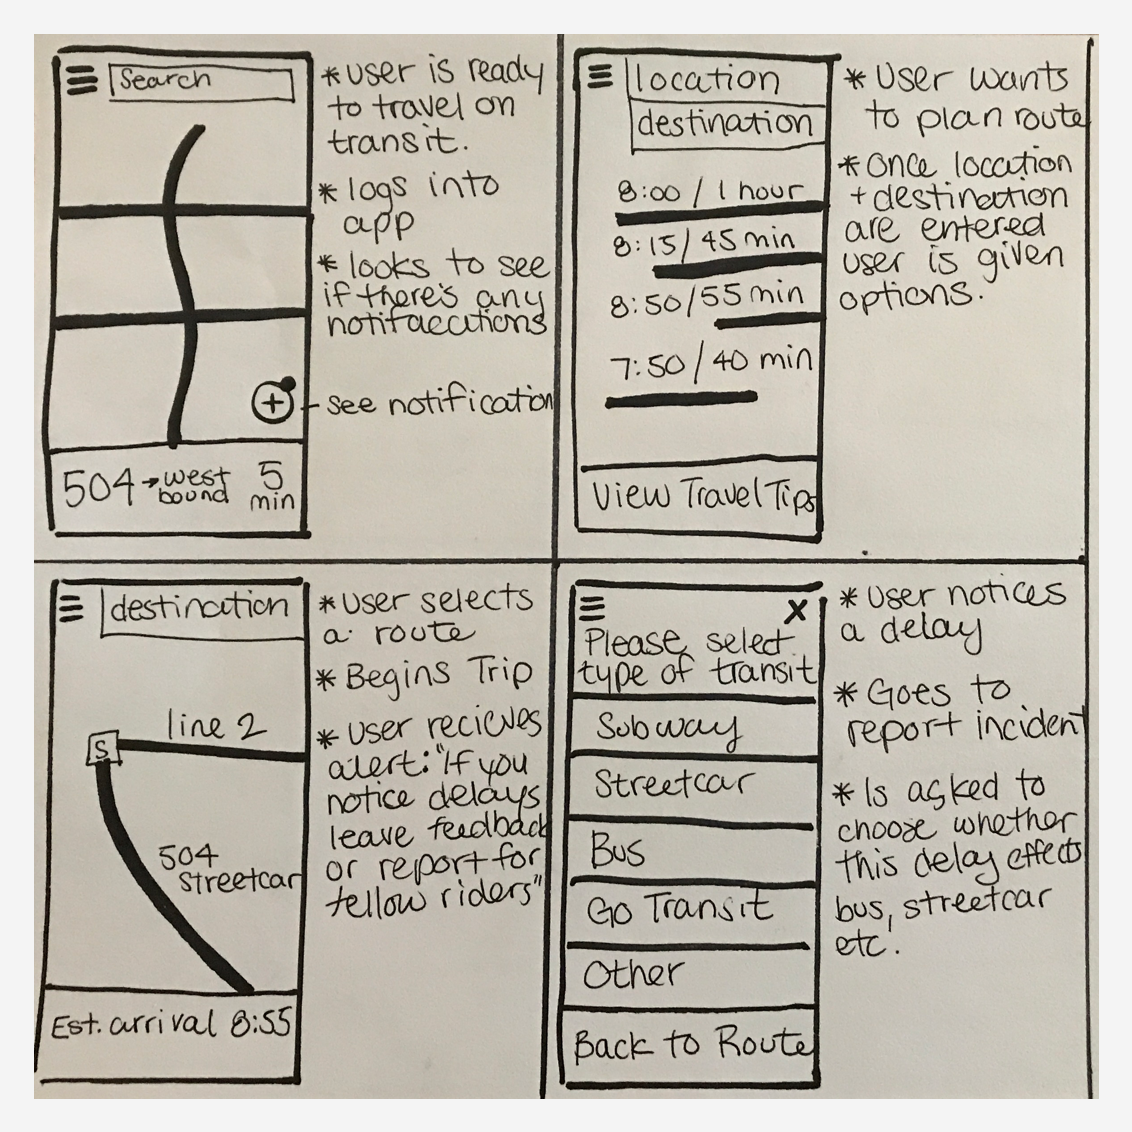 Search
504→west
bound
5
min
*user is ready
to travel on
transit.
* logs into
app
* looks to see
if there's any
notifaecations
- see notification
location
destination
8:00 / 1 hour
8:15 / 45 min
8:50/55 min
7:50 / 40 min
View Travel Tips
* User wants
to plan route
*Once location
+ destination
are entered
user is given
options.
destination
line 2
S
504
Streetcar
Est. arrival 8:55
*user selects
a route
* Begins Trip
* user recieves
alert: "If you
notice delays
leave feedback
or report for
fellow riders"
X
Please select
type of transit
Subway
Streetcar
Bus
Go Transit
Other
Back to Route
* User notices
a delay
* Goes to
report incident
* Is asked to
choose whether
this delay effects
bus, streetcar
etc.